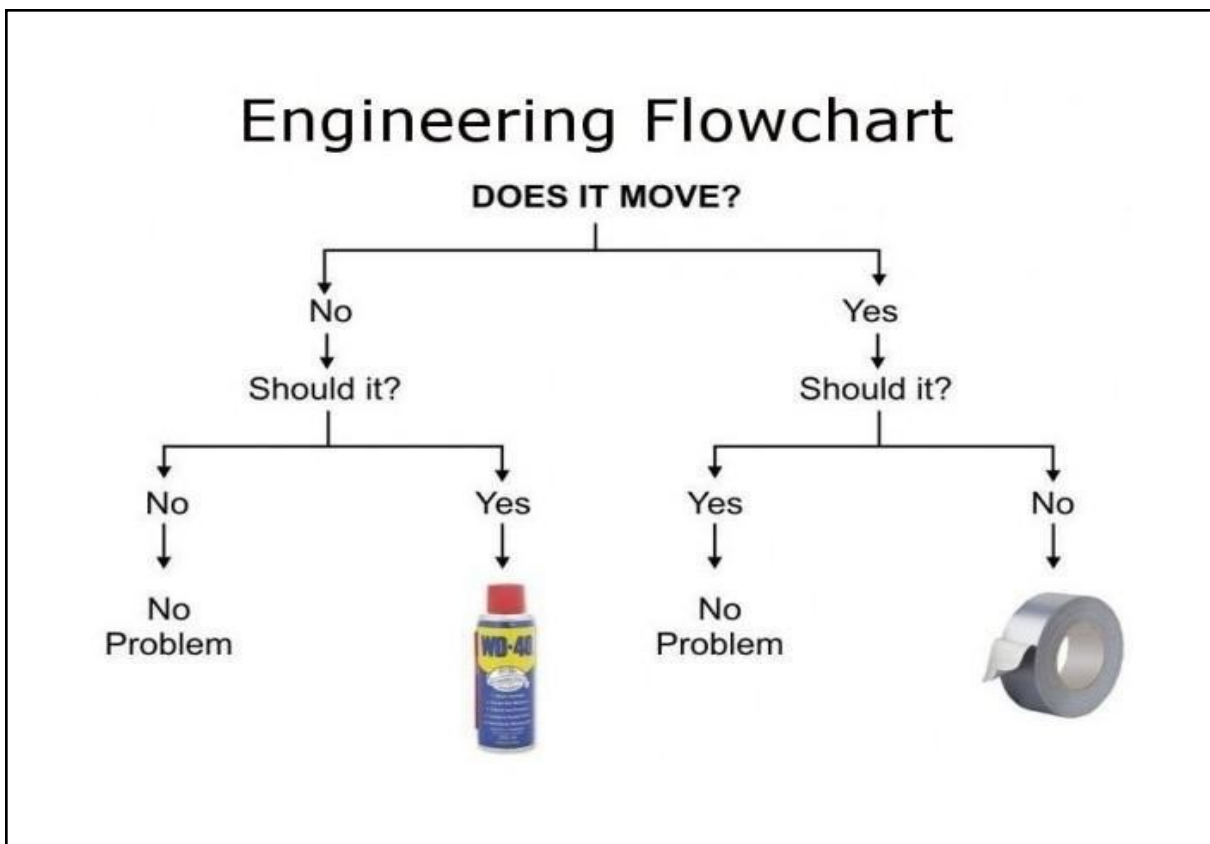 Engineering Flowchart
DOES IT MOVE?
No
Yes
Should it?
Should it?
No
Yes
Yes
No
No
Problem
WD-40
No
Problem